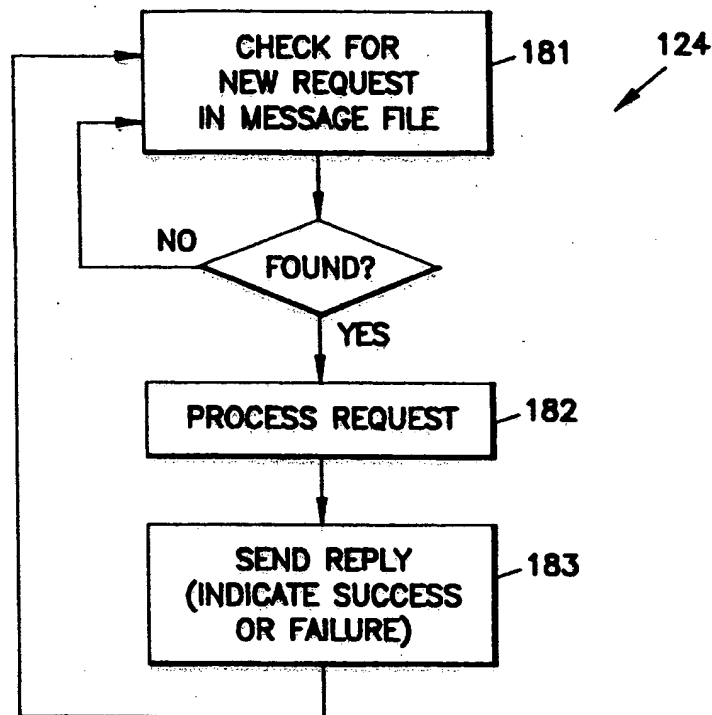 CHECK FOR
NEW REQUEST
IN MESSAGE FILE
181
124
NO
FOUND?
YES
PROCESS REQUEST
182
SEND REPLY
(INDICATE SUCCESS
OR FAILURE)
183